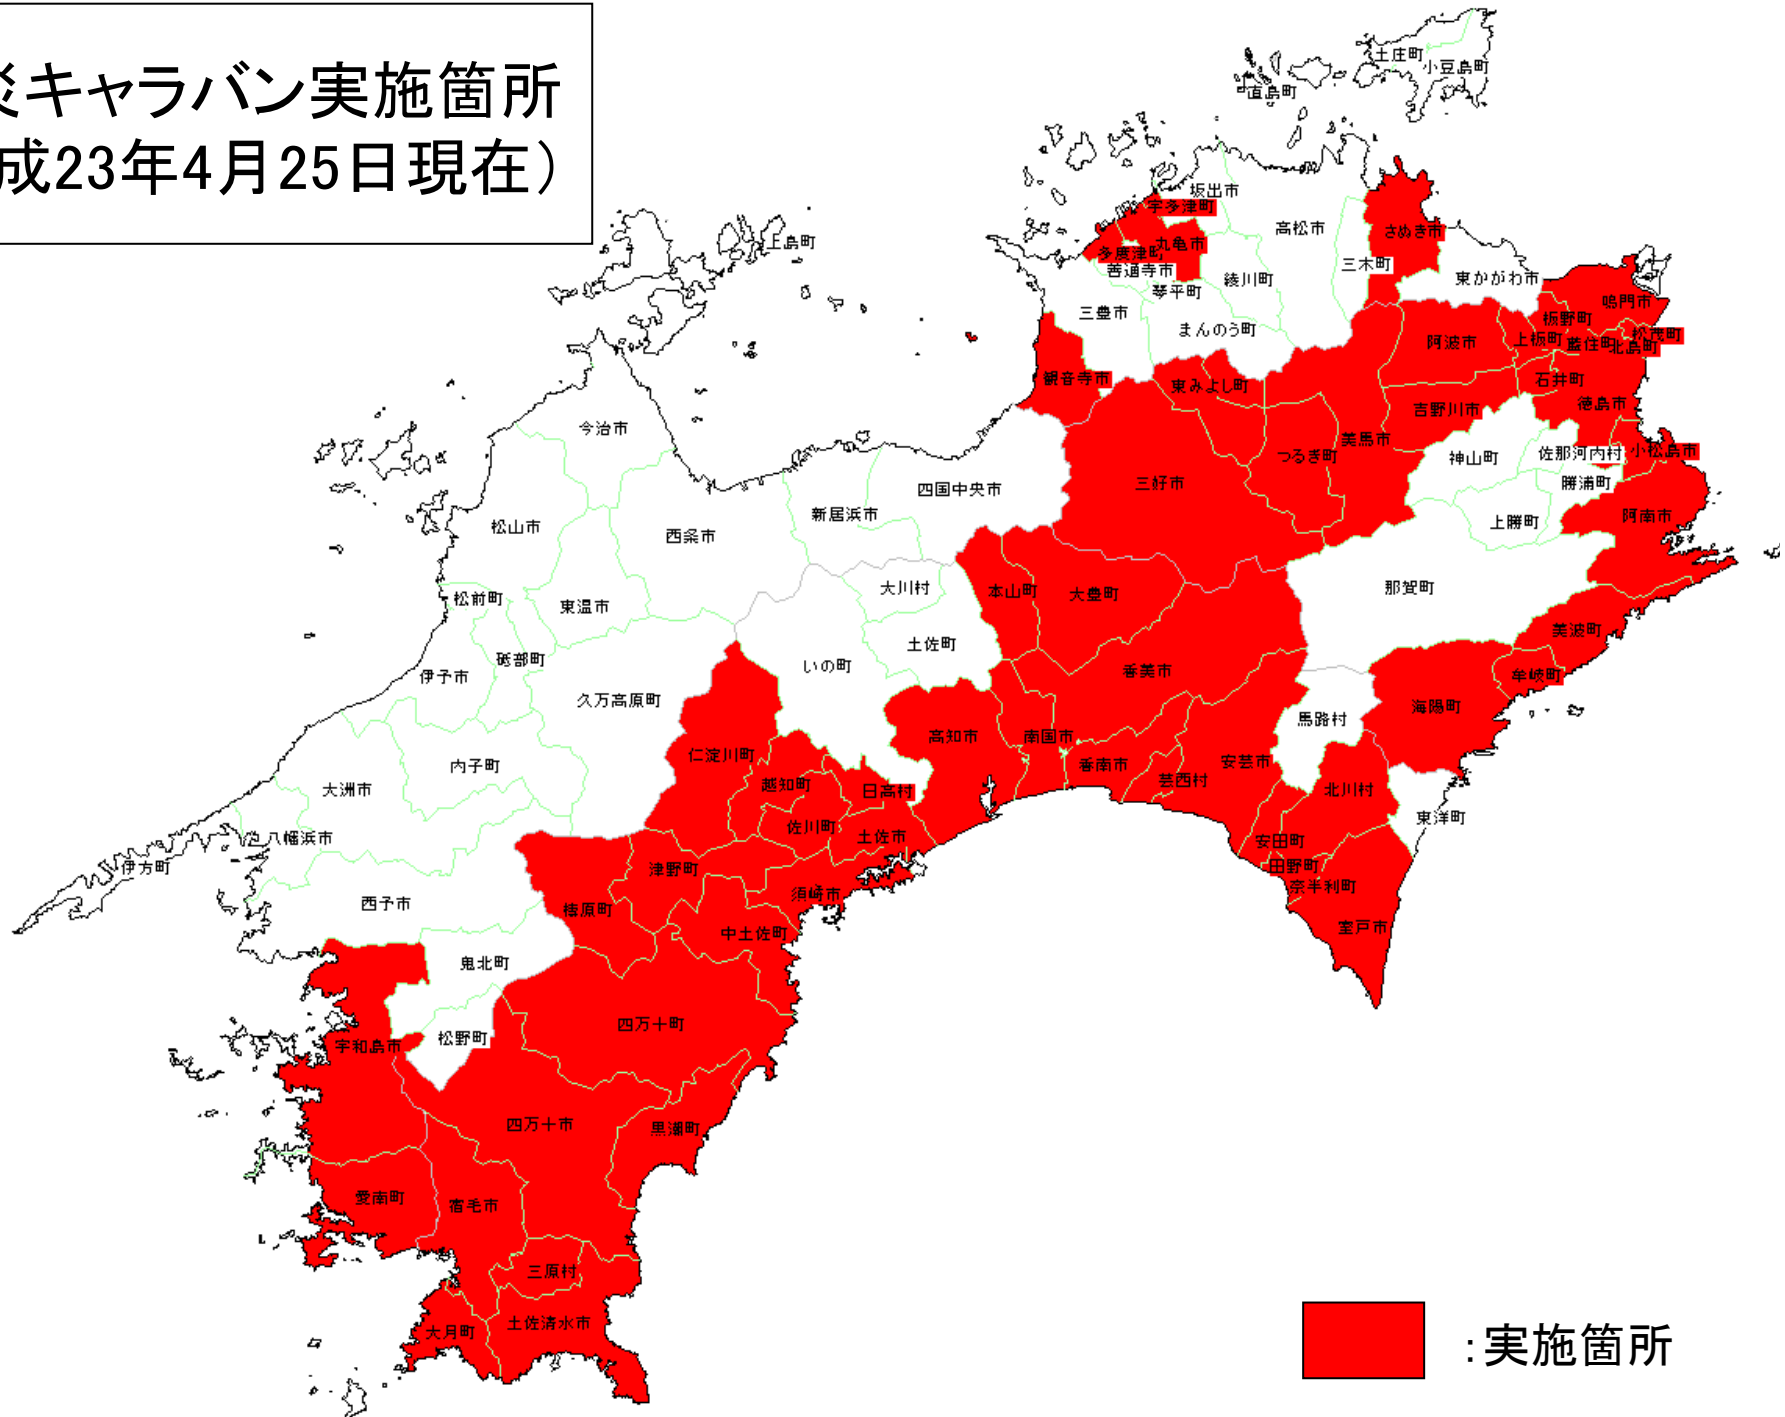 災キャラバン実施箇所
成23年4月25日現在）
土庄町
小豆島町
直島町
坂出市
宇多津町
高松市
さぬき市
丸亀市
多度津町
善通寺市
三木町
綾川町
琴平町
東かがわ市
三豊市
まんのう町
観音寺市
上島町
鳴門市
板野町
松茂町
上板町
藍住町
北島町
阿波市
石井町
徳島市
東みよし町
吉野川市
美馬市
つるぎ町
神山町
佐那河内村
小松島市
勝浦町
三好市
上勝町
阿南市
那賀町
美波町
牟岐町
海陽町
今治市
四国中央市
新居浜市
西条市
松山市
松前町
東温市
砥部町
伊予市
久万高原町
内子町
大洲市
八幡浜市
伊方町
西予市
鬼北町
松野町
宇和島市
愛南町
大川村
本山町
大豊町
土佐町
いの町
香美市
馬路村
高知市
南国市
香南市
芸西村
安芸市
北川村
東洋町
安田町
田野町
奈半利町
室戸市
仁淀川町
越知町
日高村
佐川町
土佐市
津野町
須崎市
梼原町
中土佐町
四万十町
四万十市
黒潮町
宿毛市
三原村
大月町
土佐清水市
：実施箇所